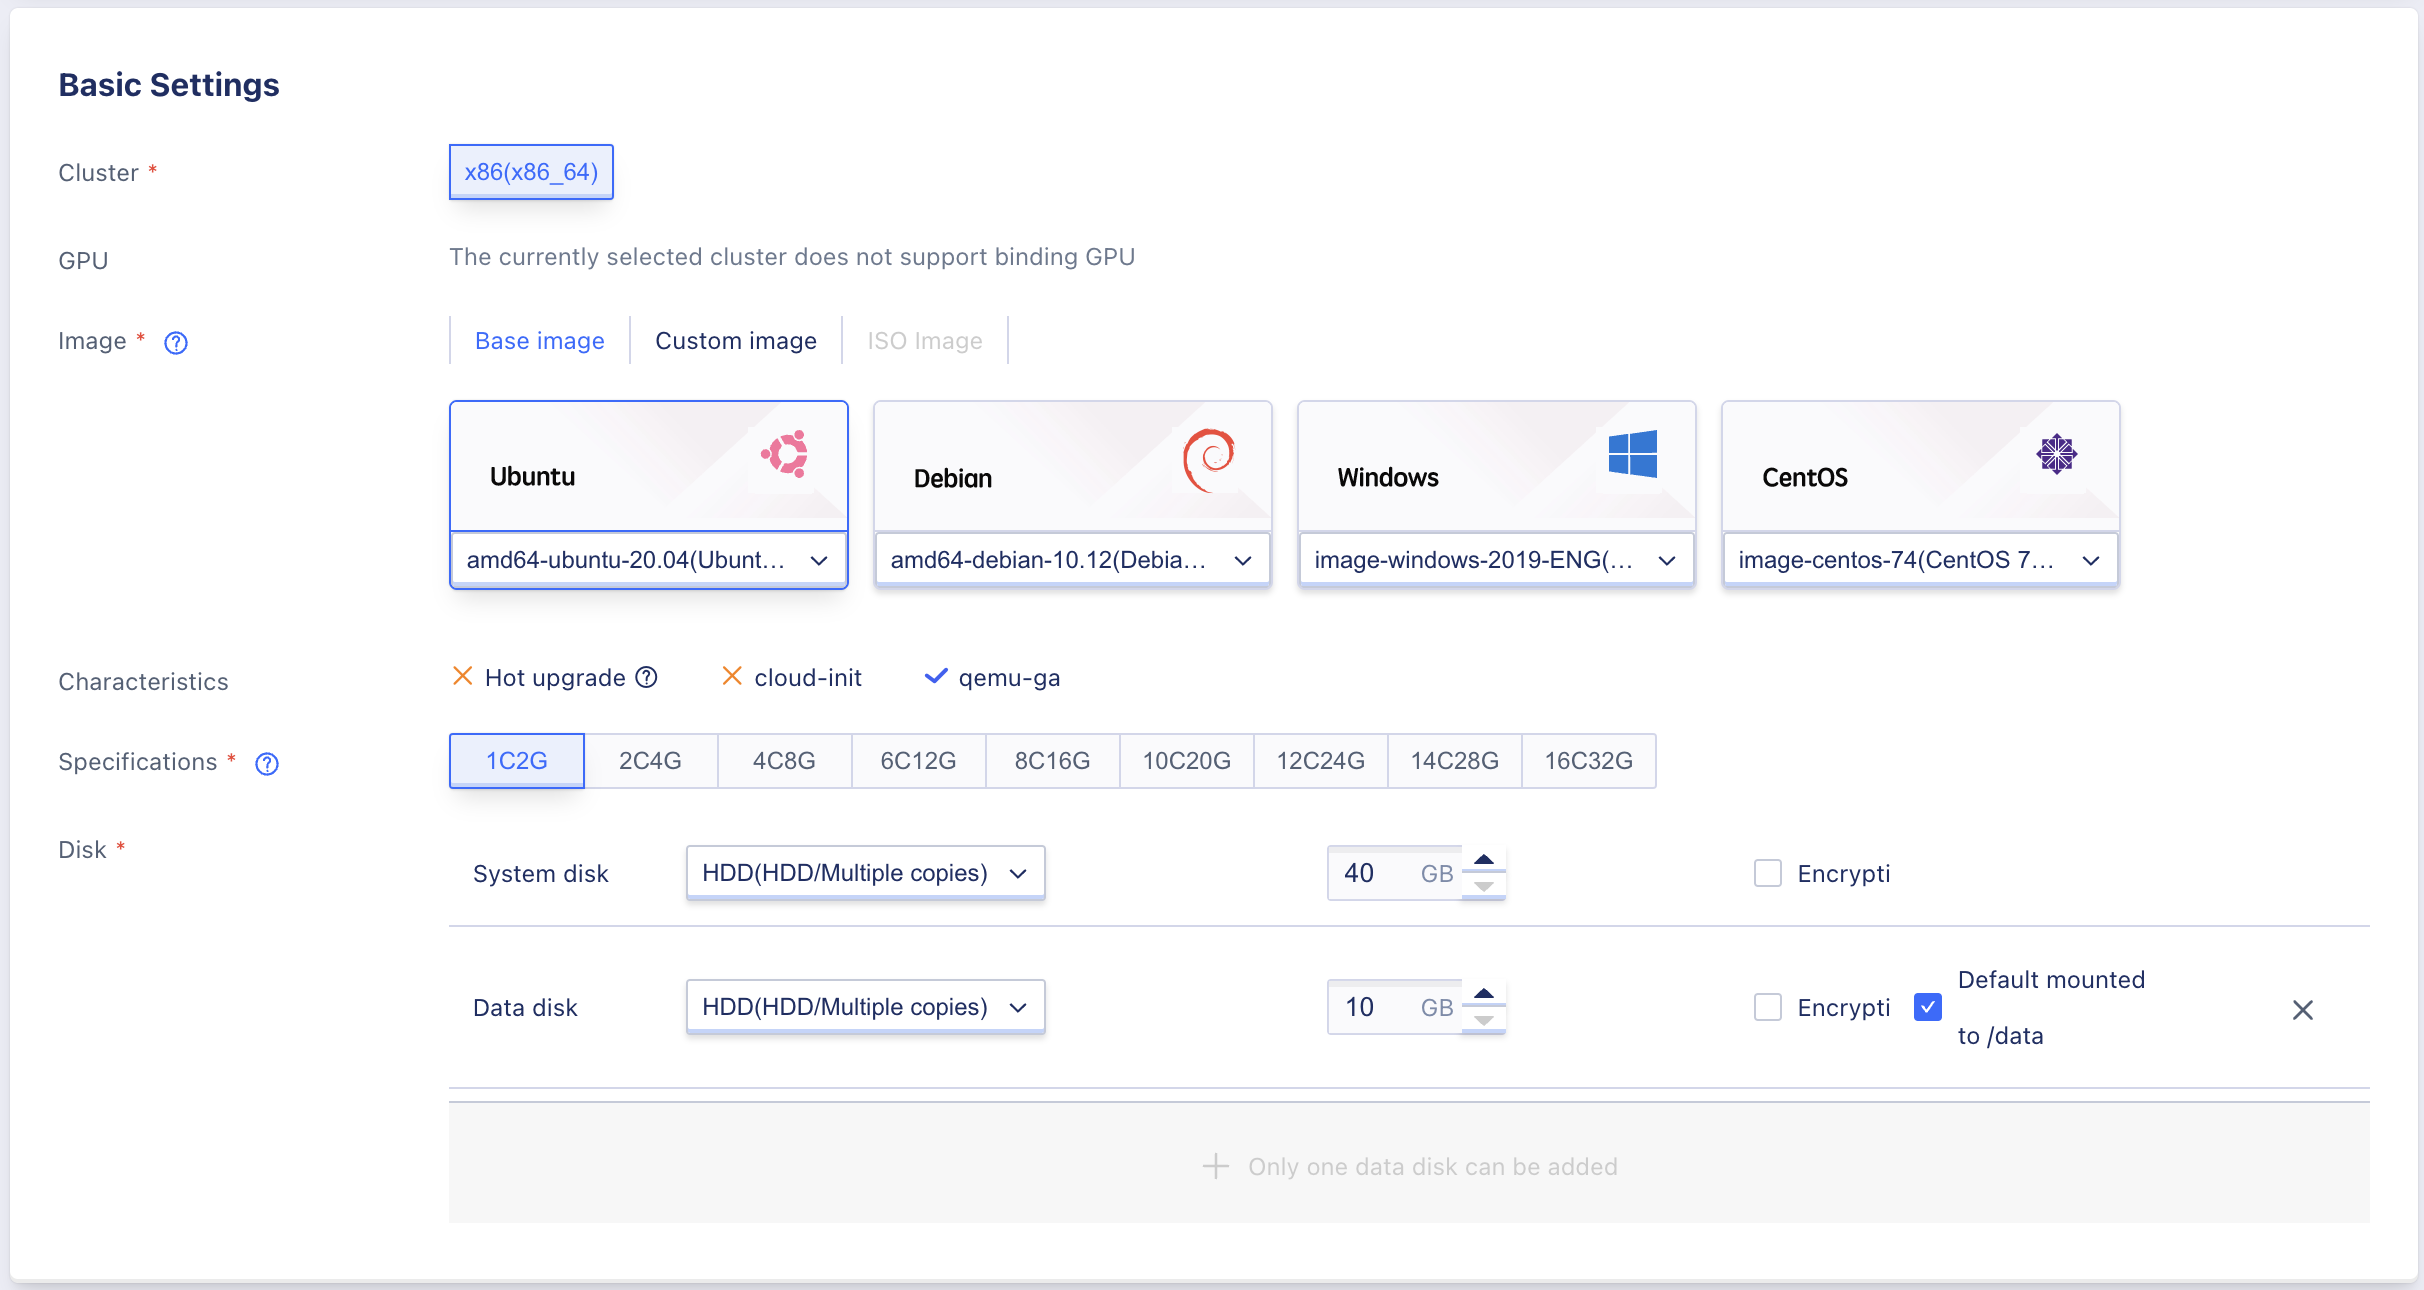 Basic Settings
Cluster *
x86(x86_64)
GPU
The currently selected cluster does not support binding GPU
Image *
Base image
Custom image
ISO Image
Ubuntu
Debian
Windows
CentOS
amd64-ubuntu-20.04(Ubunt...
amd64-debian-10.12(Debia...
image-windows-2019-ENG(...
image-centos-74(CentOS 7...
Characteristics
Hot upgrade
cloud-init
qemu-ga
Specifications *
1C2G
2C4G
4C8G
6C12G
8C16G
10C20G
12C24G
14C28G
16C32G
Disk *
System disk
HDD(HDD/Multiple copies)
40 GB
Encrypti
Data disk
HDD(HDD/Multiple copies)
10 GB
Encrypti
Default mounted
to /data
Only one data disk can be added